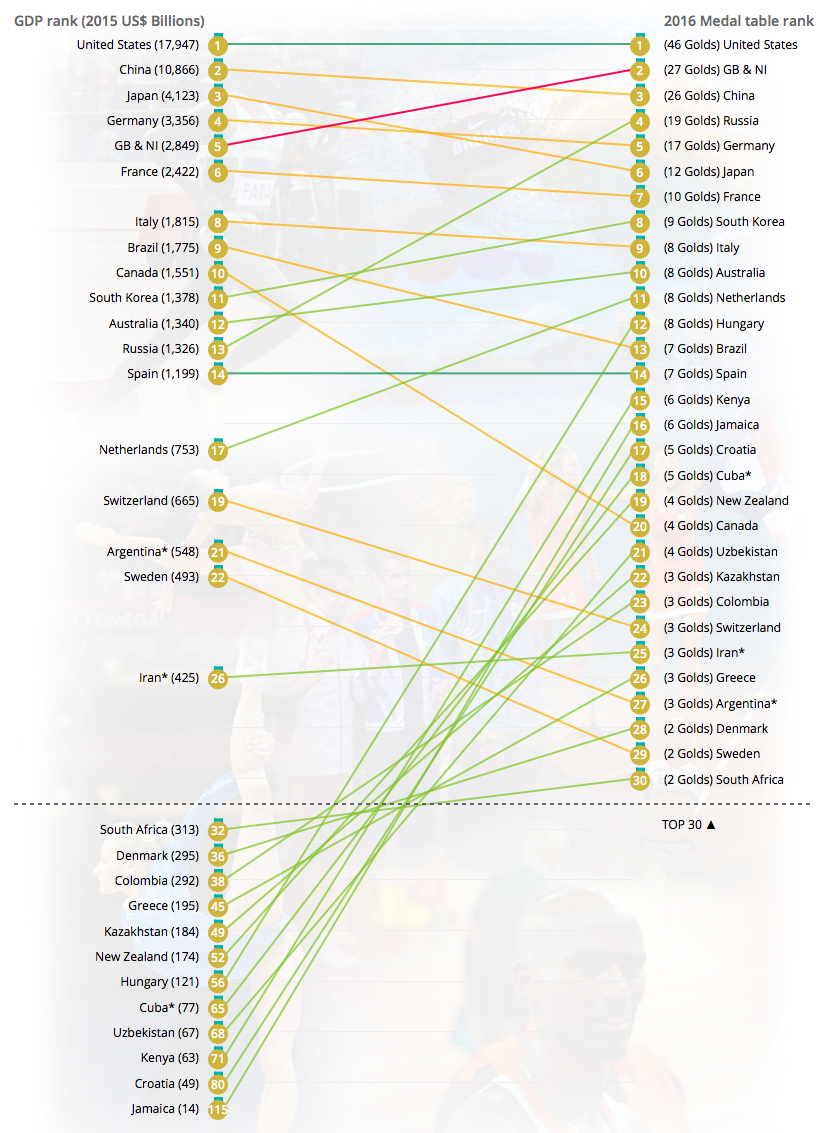 GDP rank (2015 US$ Billions) 2016 Medal table rank
United States (17,947) 1 1 (46 Golds) United States
China (10,866) 2 2 (27 Golds) GB & NI
Japan (4,123) 3 3 (26 Golds) China
Germany (3,356) 4 4 (19 Golds) Russia
GB & NI (2,849) 5 5 (17 Golds) Germany
France (2,422) 6 6 (12 Golds) Japan
7 (10 Golds) France
Italy (1,815) 8 8 (9 Golds) South Korea
Brazil (1,775) 9 9 (8 Golds) Italy
Canada (1,551) 10 10 (8 Golds) Australia
South Korea (1,378) 11 11 (8 Golds) Netherlands
Australia (1,340) 12 12 (8 Golds) Hungary
Russia (1,326) 13 13 (7 Golds) Brazil
Spain (1,199) 14 14 (7 Golds) Spain
15 (6 Golds) Kenya
16 (6 Golds) Jamaica
Netherlands (753) 17 17 (5 Golds) Croatia
18 (5 Golds) Cuba*
Switzerland (665) 19 19 (4 Golds) New Zealand
20 (4 Golds) Canada
Argentina* (548) 21 21 (4 Golds) Uzbekistan
Sweden (493) 22 22 (3 Golds) Kazakhstan
23 (3 Golds) Colombia
24 (3 Golds) Switzerland
25 (3 Golds) Iran*
Iran* (425) 26 26 (3 Golds) Greece
27 (3 Golds) Argentina*
28 (2 Golds) Denmark
29 (2 Golds) Sweden
30 (2 Golds) South Africa
TOP 30 ▲
South Africa (313) 32
Denmark (295) 36
Colombia (292) 38
Greece (195) 45
Kazakhstan (184) 49
New Zealand (174) 52
Hungary (121) 56
Cuba* (77) 65
Uzbekistan (67) 68
Kenya (63) 71
Croatia (49) 80
Jamaica (14) 115